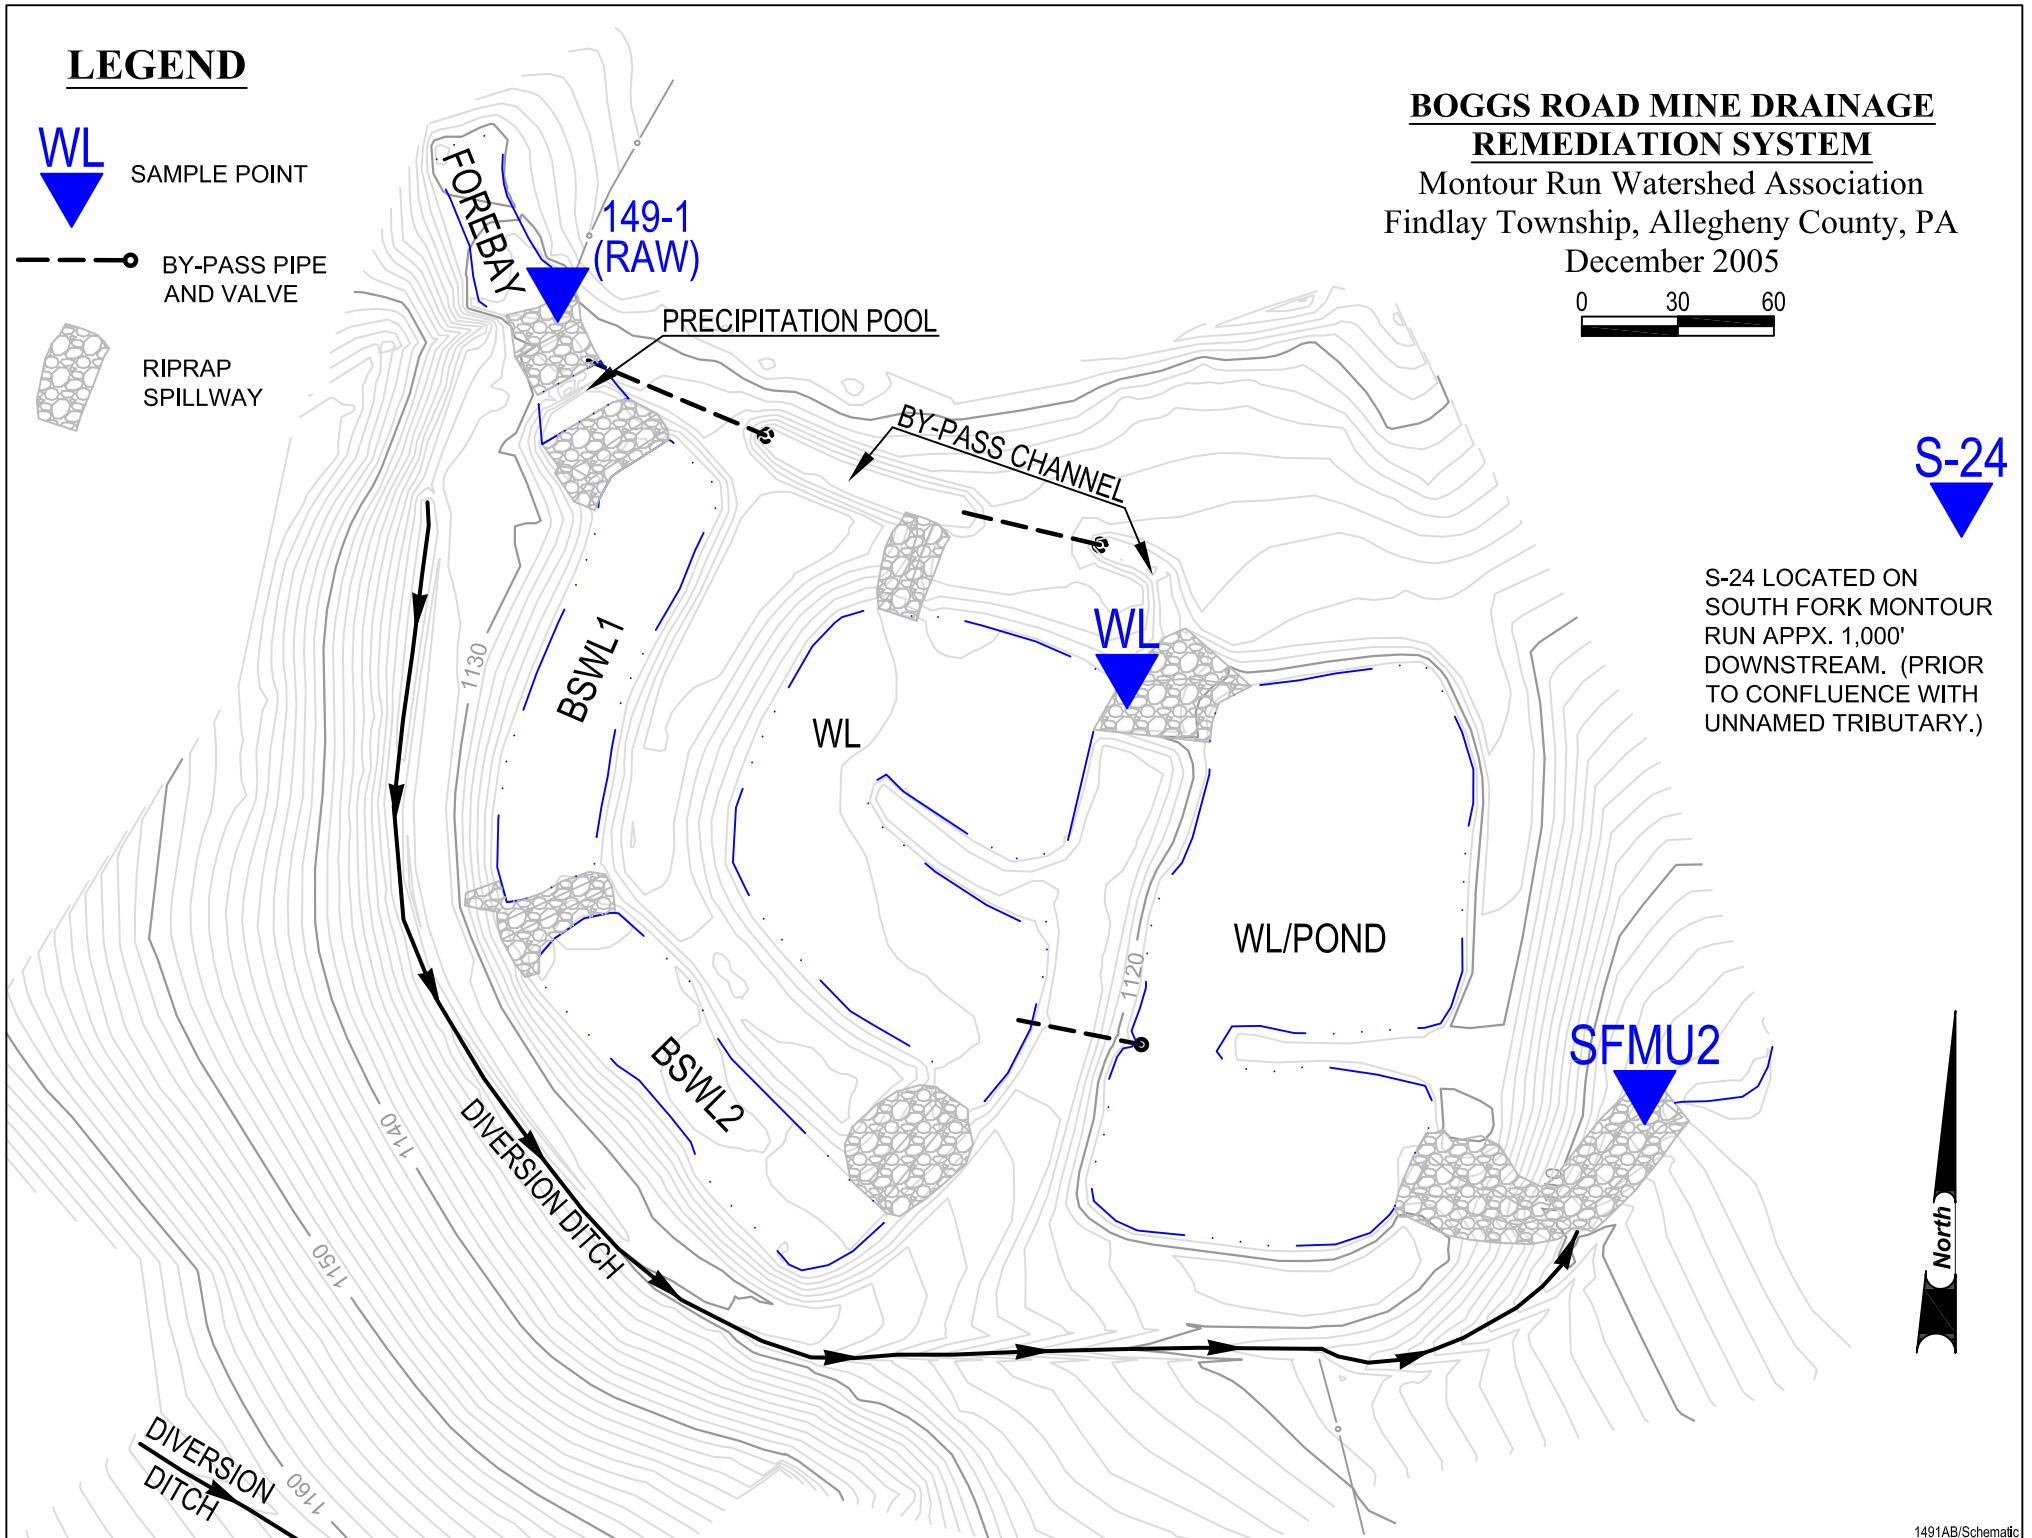 LEGEND
WL
SAMPLE POINT
BY-PASS PIPE
AND VALVE
RIPRAP
SPILLWAY
BOGGS ROAD MINE DRAINAGE
REMEDIATION SYSTEM
Montour Run Watershed Association
Findlay Township, Allegheny County, PA
December 2005
0 30 60
FOREBAY
149-1
(RAW)
PRECIPITATION POOL
BY-PASS CHANNEL
S-24
S-24 LOCATED ON
SOUTH FORK MONTOUR
RUN APPX. 1,000'
DOWNSTREAM. (PRIOR
TO CONFLUENCE WITH
UNNAMED TRIBUTARY.)
1130
BSWL1
WL
WL
WL/POND
1120
BSWL2
SFMU2
1140
DIVERSION DITCH
1150
North
DIVERSION
DITCH
1160
1491AB/Schematic